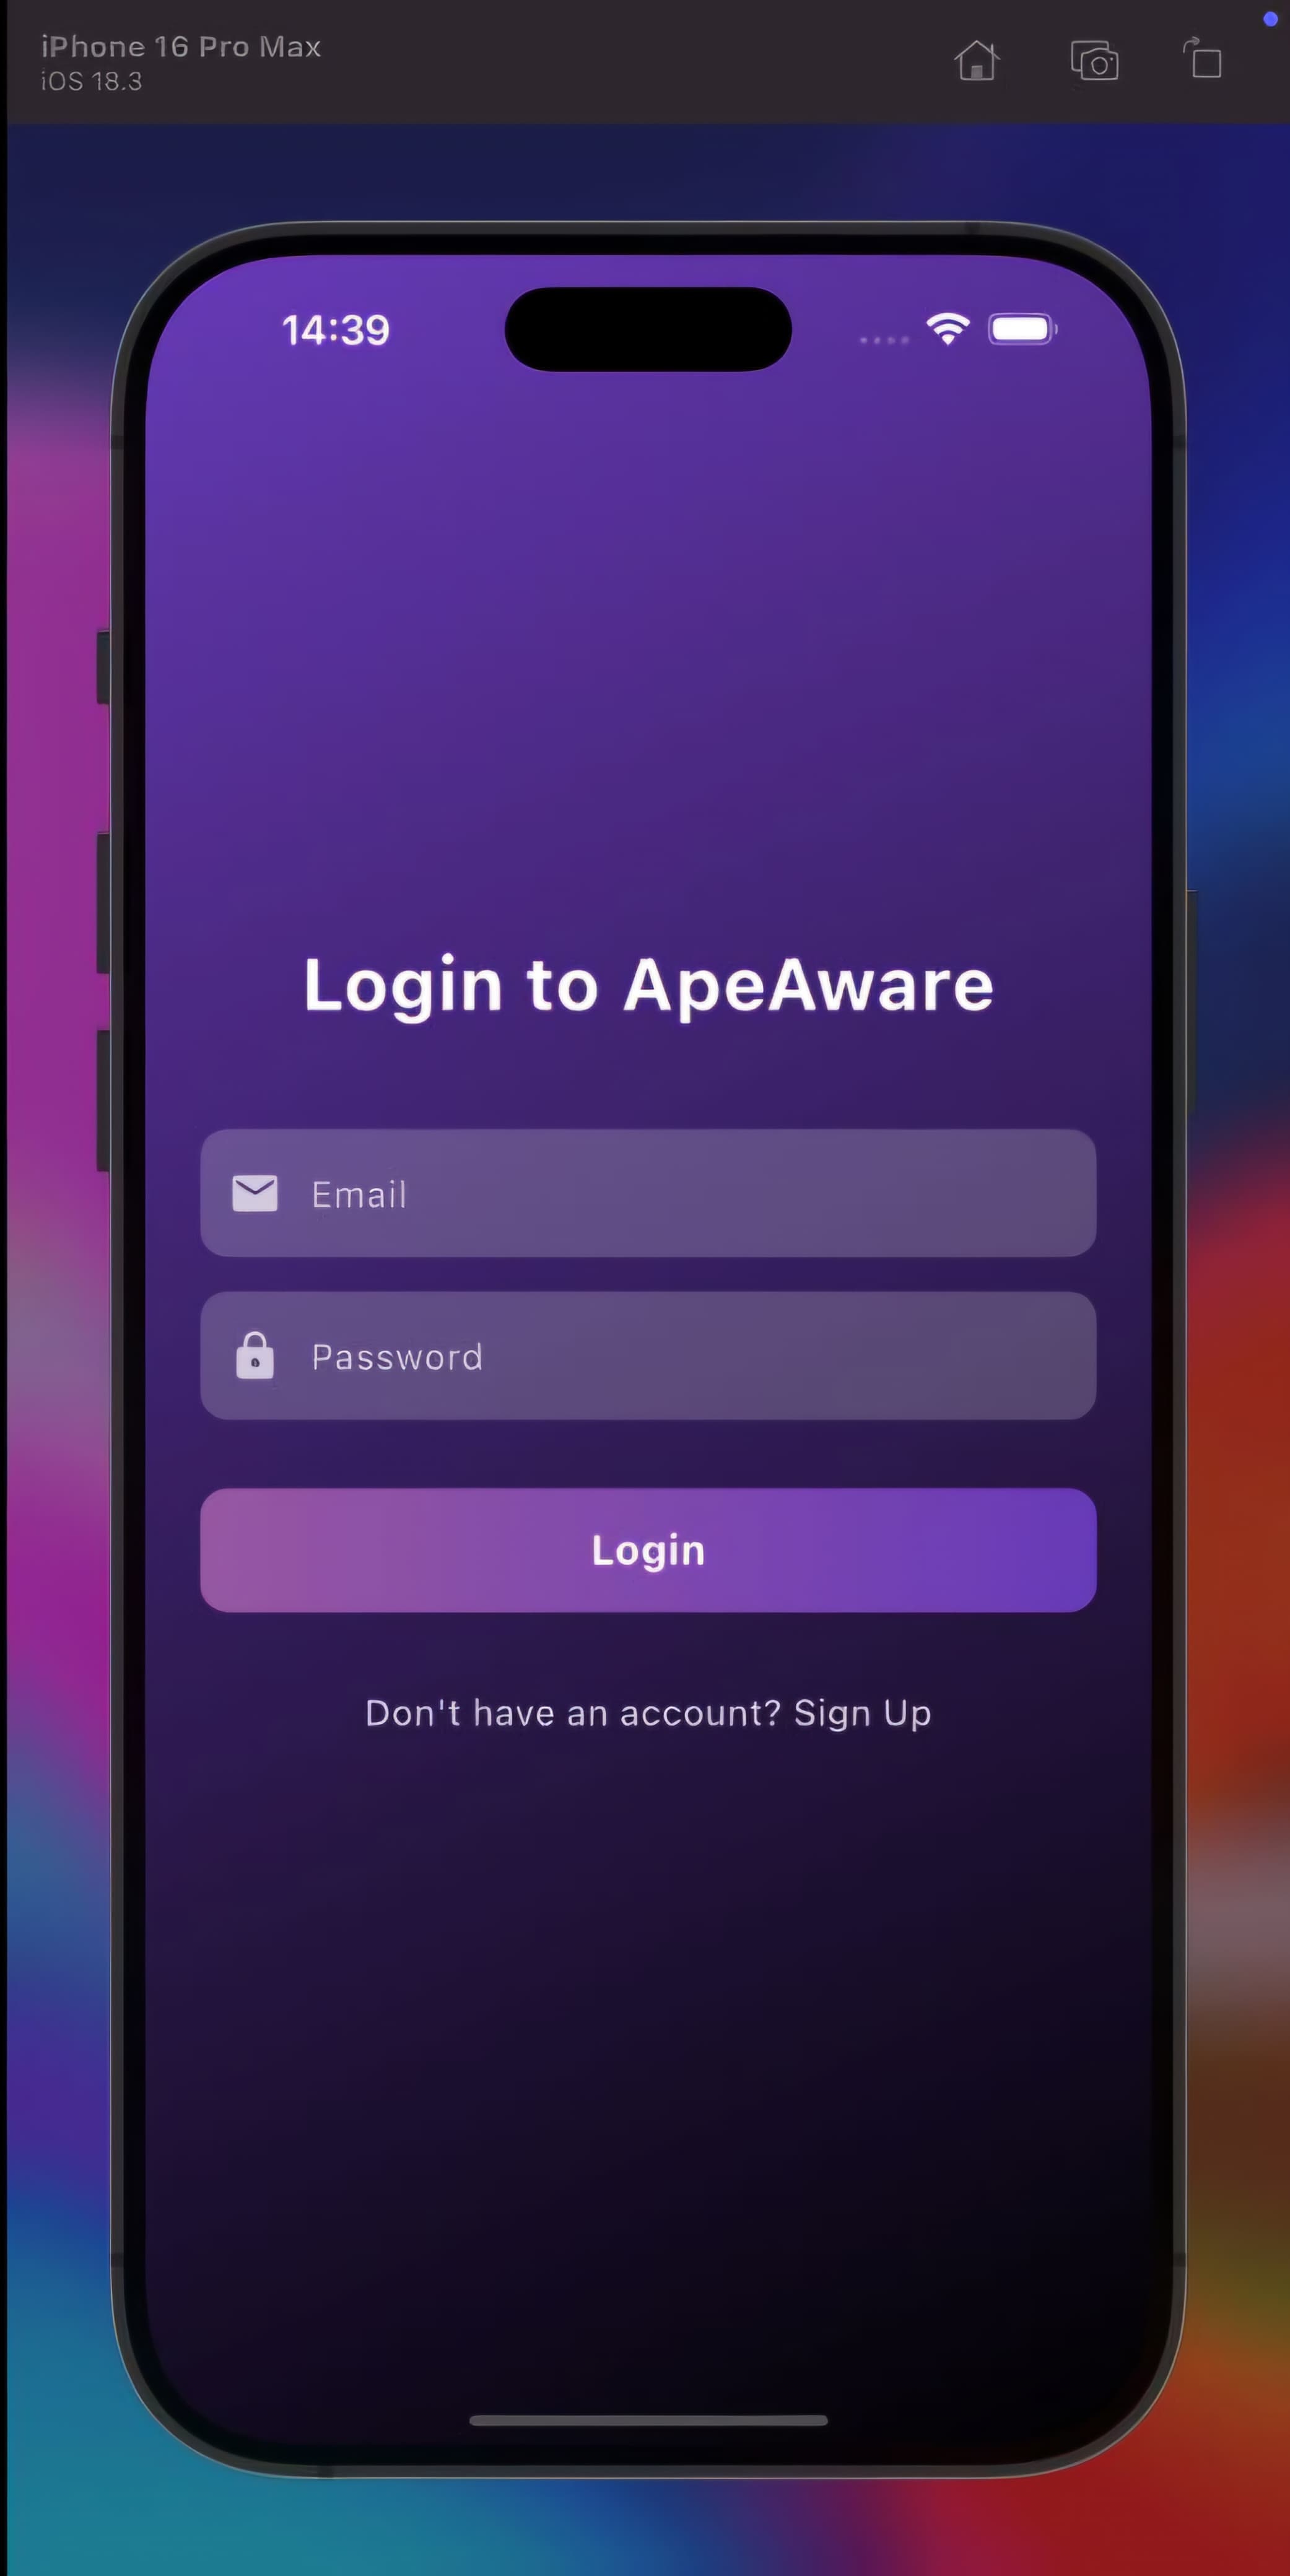 iPhone 16 Pro Max
iOS 18.3
14:39
Login to ApeAware
Email
Password
Login
Don't have an account? Sign Up